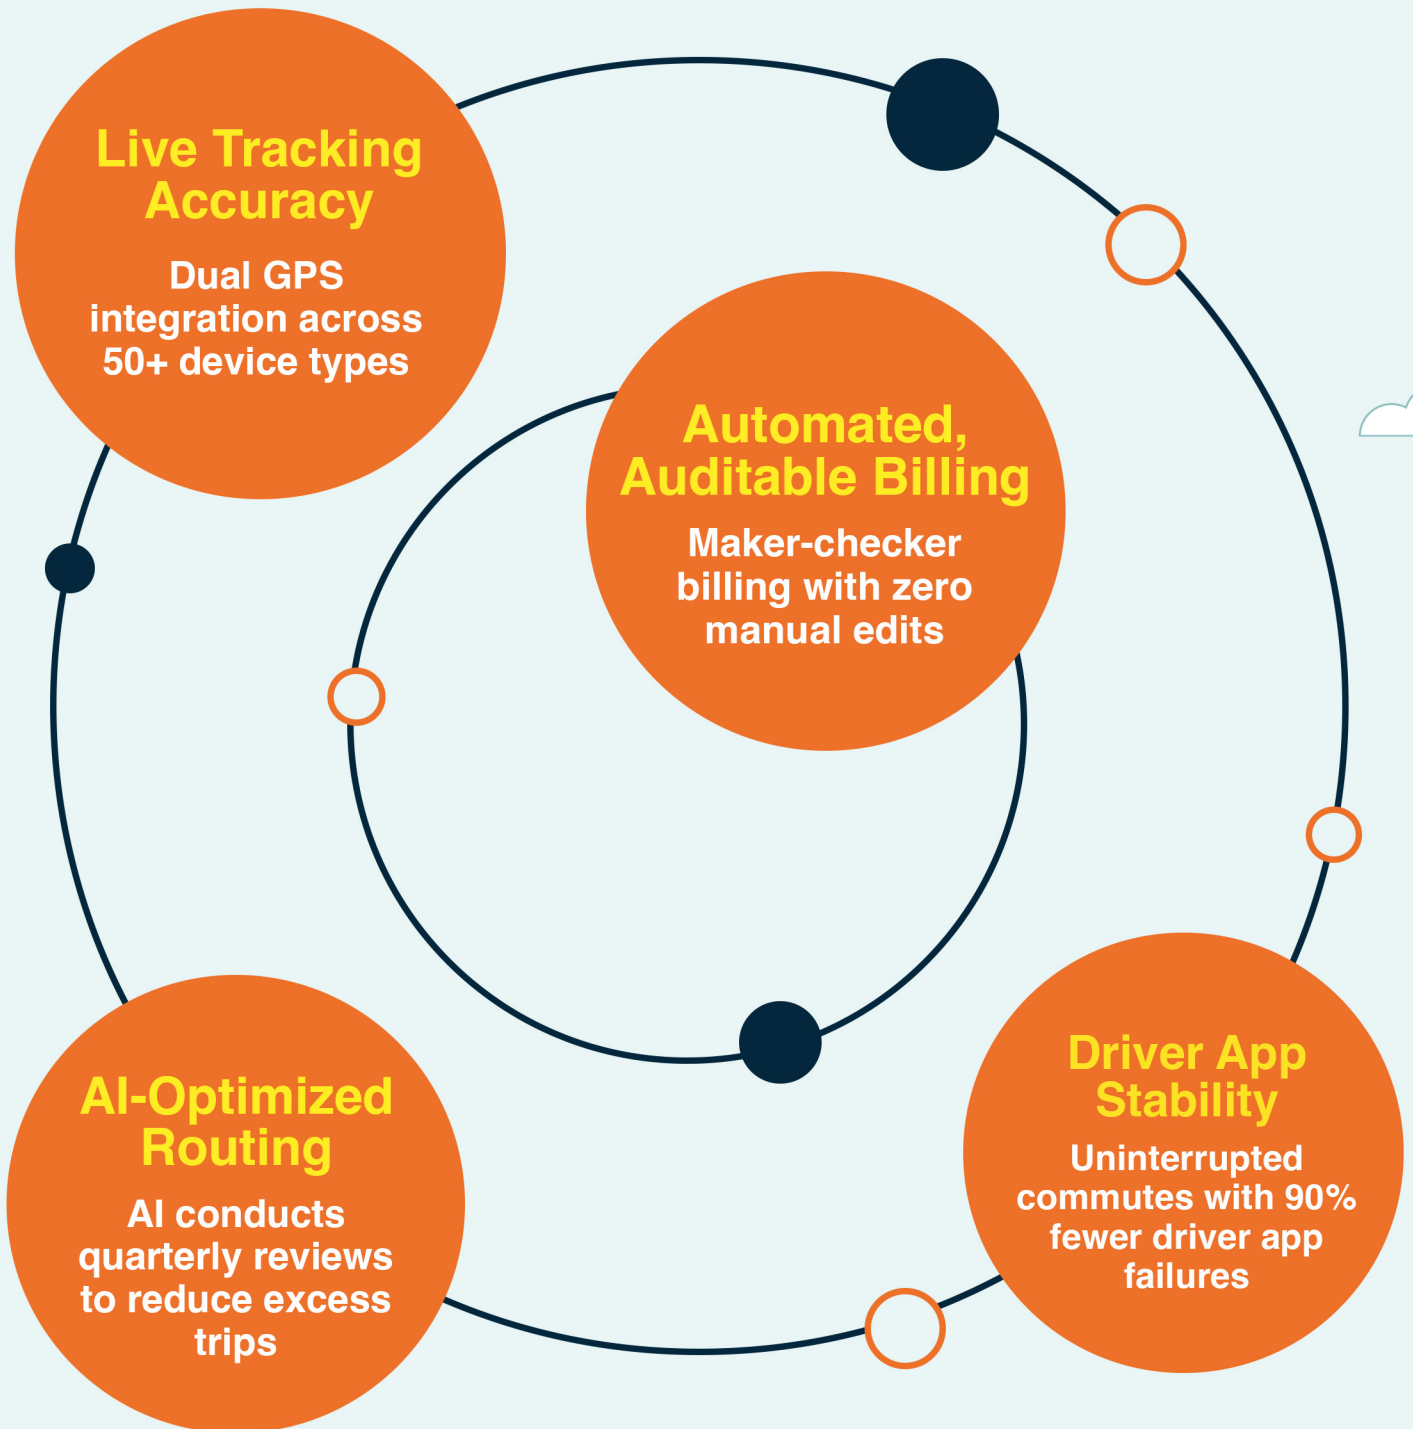 Live Tracking
Accuracy
Dual GPS
integration across
50+ device types
Automated,
Auditable Billing
Maker-checker
billing with zero
manual edits
AI-Optimized
Routing
AI conducts
quarterly reviews
to reduce excess
trips
Driver App
Stability
Uninterrupted
commutes with 90%
fewer driver app
failures